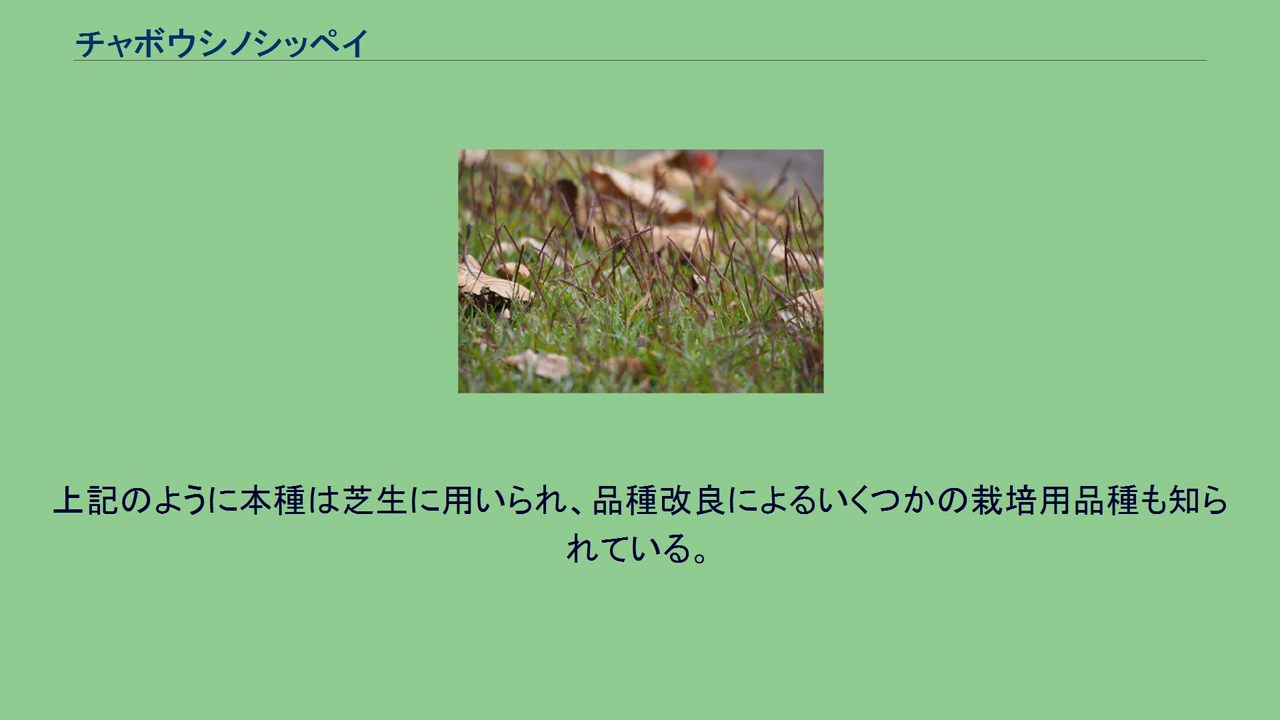 チャボウシノシッペイ
上記のように本種は芝生に用いられ、品種改良によるいくつかの栽培用品種も知ら
れている。